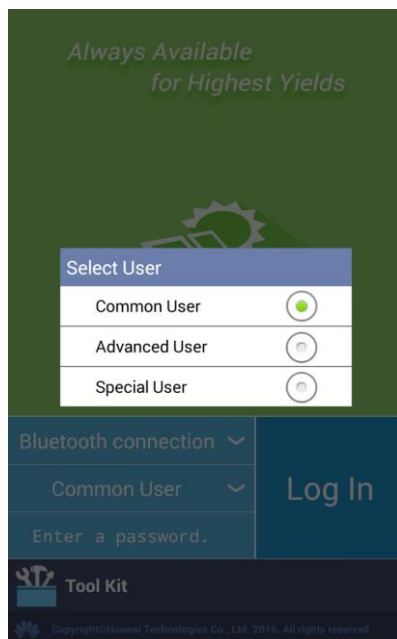 Always Available
for Highest Yields
Select User
Common User
Advanced User
Special User
Bluetooth connection
Common User
Log In
Enter a password.
Tool Kit
Copyright©Huawei Technologies Co., Ltd. 2016. All rights reserved.